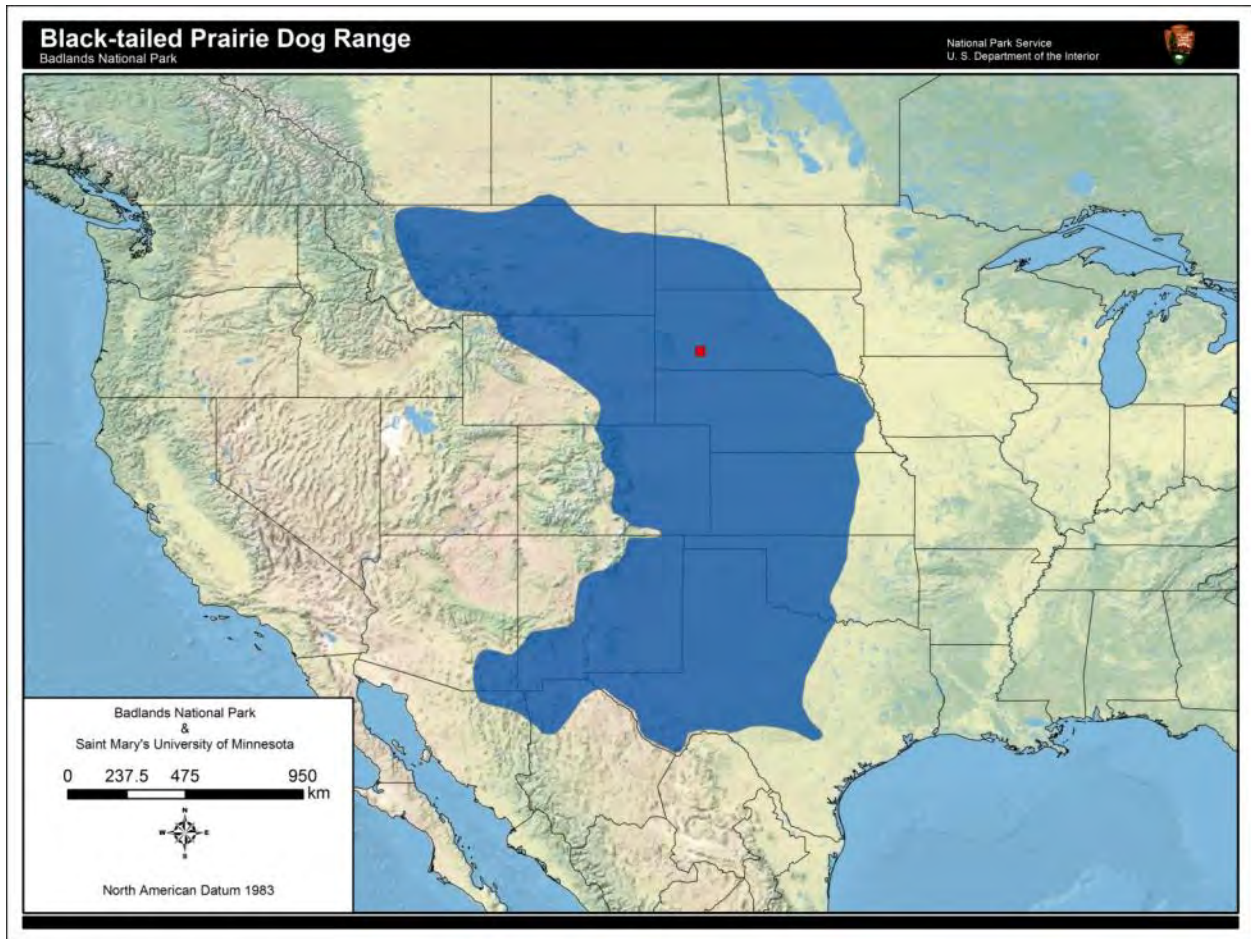 Black-tailed Prairie Dog Range
Badlands National Park
National Park Service
U. S. Department of the Interior
Badlands National Park
&
Saint Mary's University of Minnesota
0 237.5 475 950
km
N
W E
S
North American Datum 1983